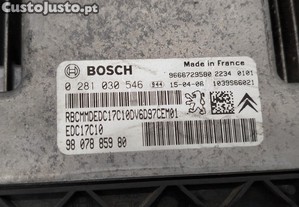 CustoJusto.pt
BOSCH
Made in France
0 281 030 546
9666729580 2234 0101
15-04-06 1039S66021
RBCMMDEDC17C10DV6D97CEM01
EDC17C10
98 078 859 80